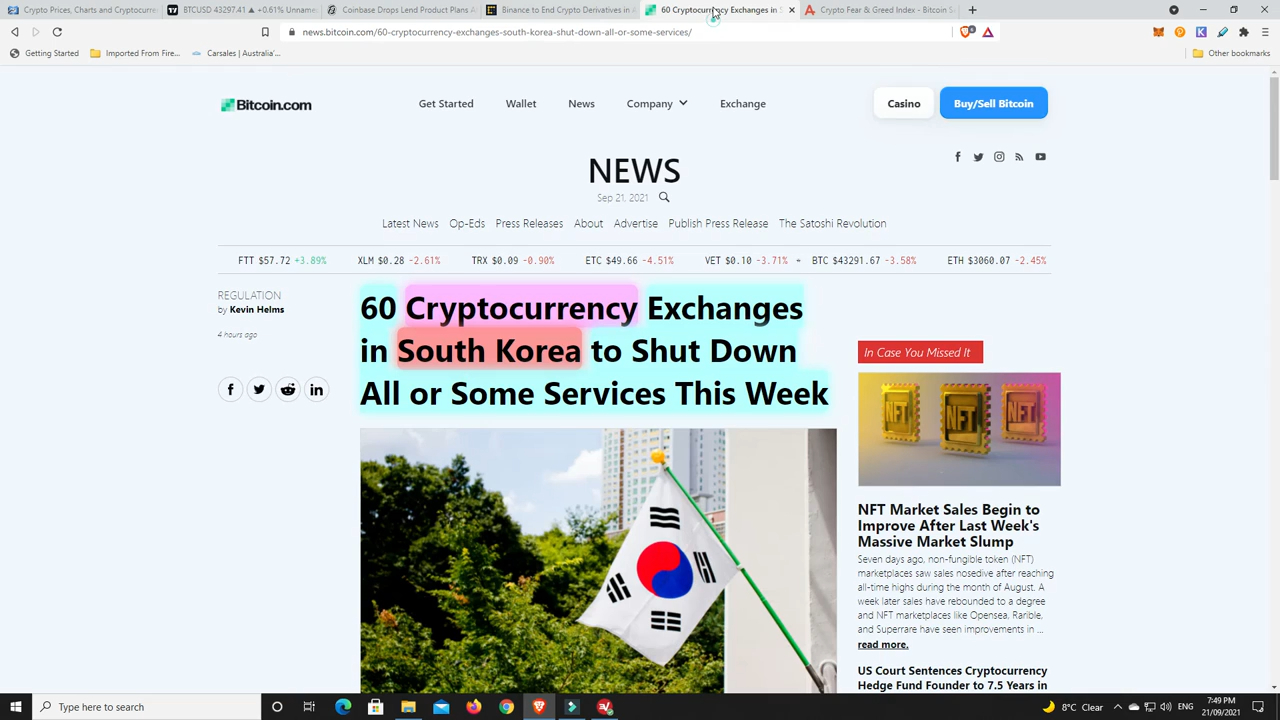 Crypto Prices, Charts and Cryptocurr
BTCUSD 43297.41 ▲ +0.61% Unname
Coinbase Drops Lend Product Plans A
Binance to End Crypto Derivatives in A
60 Cryptocurrency Exchanges in S
Crypto Fear & Greed Index - Bitcoin S
news.bitcoin.com/60-cryptocurrency-exchanges-south-korea-shut-down-all-or-some-services/
Getting Started
Imported From Fire...
Carsales | Australia'...
Other bookmarks
Bitcoin.com
Get Started
Wallet
News
Company
Exchange
Casino
Buy/Sell Bitcoin
NEWS
Sep 21, 2021
Latest News
Op-Eds
Press Releases
About
Advertise
Publish Press Release
The Satoshi Revolution
FTT $57.72 +3.89%
XLM $0.28 -2.61%
TRX $0.09 -0.90%
ETC $49.66 -4.51%
VET $0.10 -3.71%
BTC $43291.67 -3.58%
ETH $3060.07 -2.45%
REGULATION
by Kevin Helms
4 hours ago
60 Cryptocurrency Exchanges
in South Korea to Shut Down
All or Some Services This Week
In Case You Missed It
NFT
NFT
NFT
NFT Market Sales Begin to
Improve After Last Week's
Massive Market Slump
Seven days ago, non-fungible token (NFT)
marketplaces saw sales nosedive after reaching
all-time highs during the month of August. A
week later sales have rebounded to a degree
and NFT marketplaces like Opensea, Rarible,
and Superrare have seen improvements in ...
read more.
US Court Sentences Cryptocurrency
Hedge Fund Founder to 7.5 Years in
Type here to search
8°C Clear
ENG
7:49 PM
21/09/2021